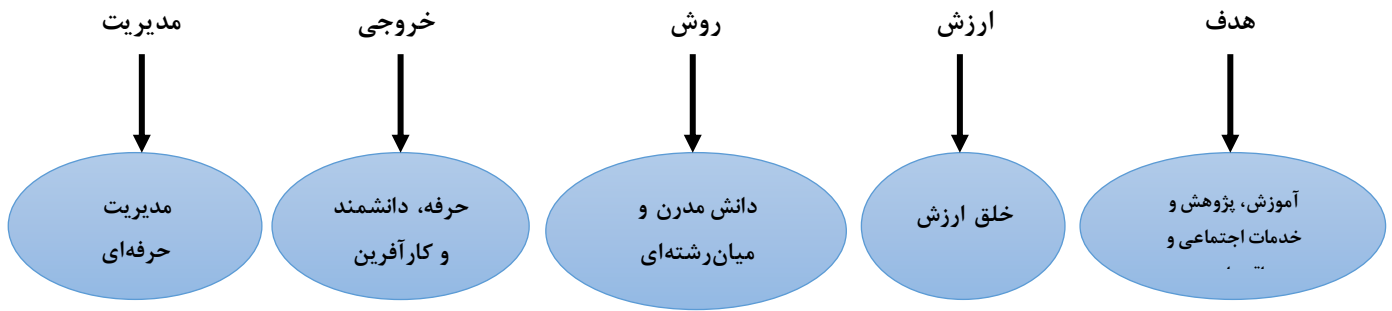 هدف
ارزش
روش
خروجی
مدیریت
آموزش، پژوهش و
خدمات اجتماعی و
خلق ارزش
دانش مدرن و
میان‌رشته‌ای
حرفه، دانشمند
و کارآفرین
مدیریت
حرفه‌ای